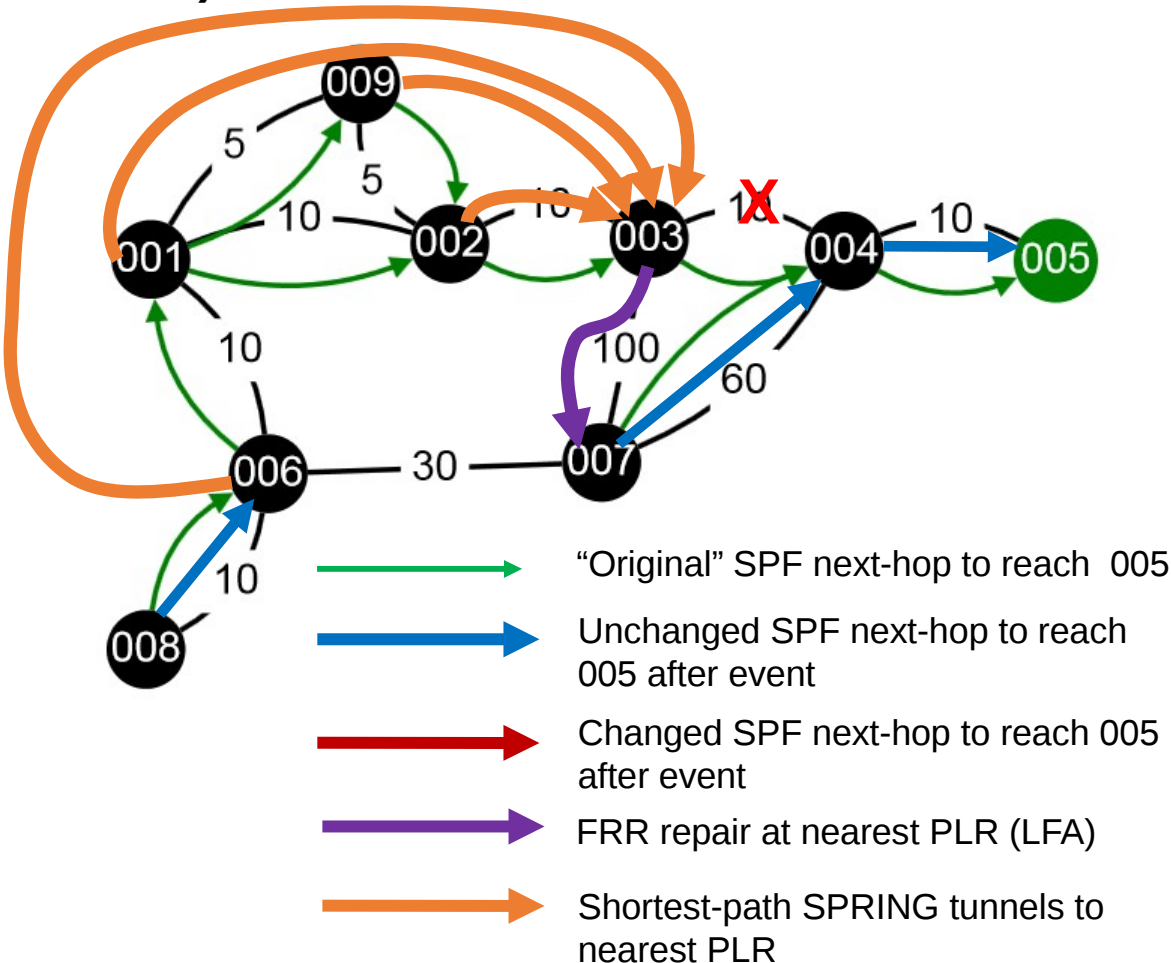 009
5
5
10
10
X
10
10
001
002
003
004
005
10
100
60
006
30
007
10
008
“Original” SPF next-hop to reach 005
Unchanged SPF next-hop to reach
005 after event
Changed SPF next-hop to reach 005
after event
FRR repair at nearest PLR (LFA)
Shortest-path SPRING tunnels to
nearest PLR